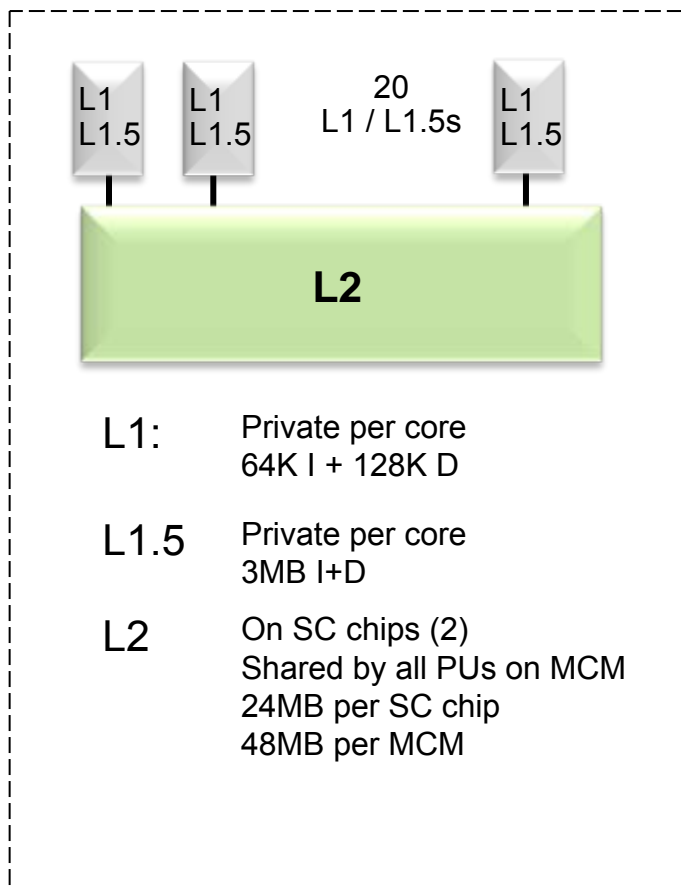 L1
L1.5
L1
L1.5
20
L1 / L1.5s
L1
L1.5
L2
L1: Private per core
64K I + 128K D
L1.5 Private per core
3MB I+D
L2 On SC chips (2)
Shared by all PUs on MCM
24MB per SC chip
48MB per MCM